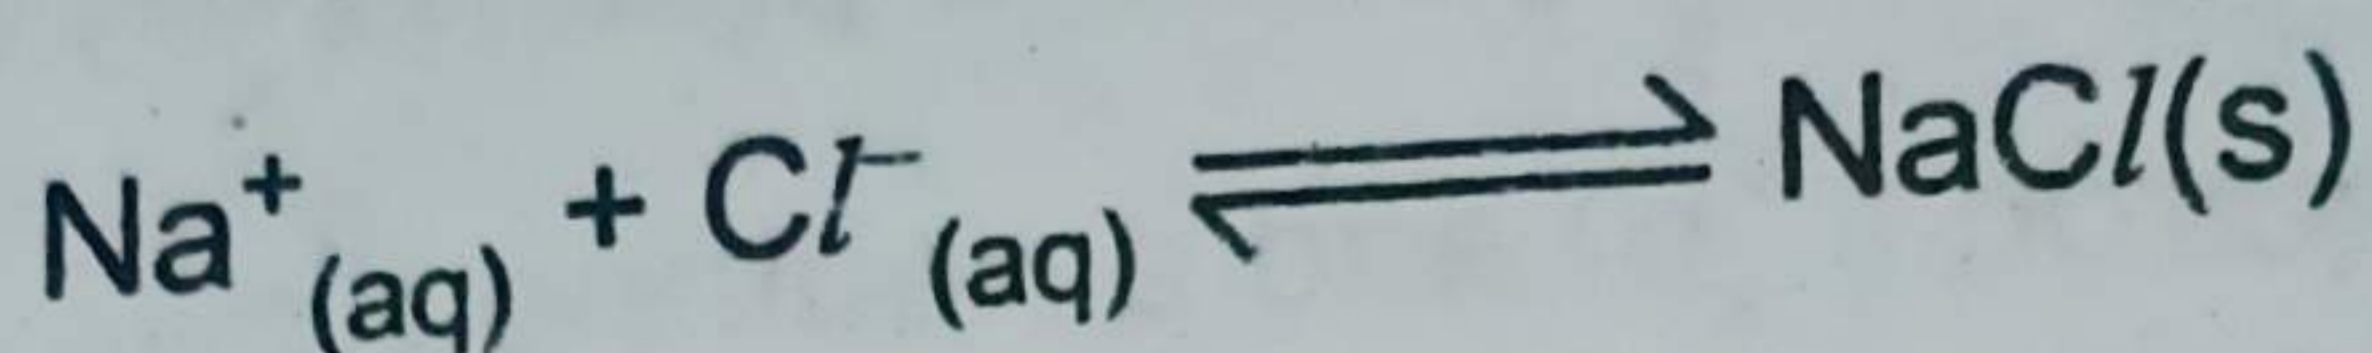 Na⁺(aq) + Cl⁻(aq) ⇌ NaCl(s)